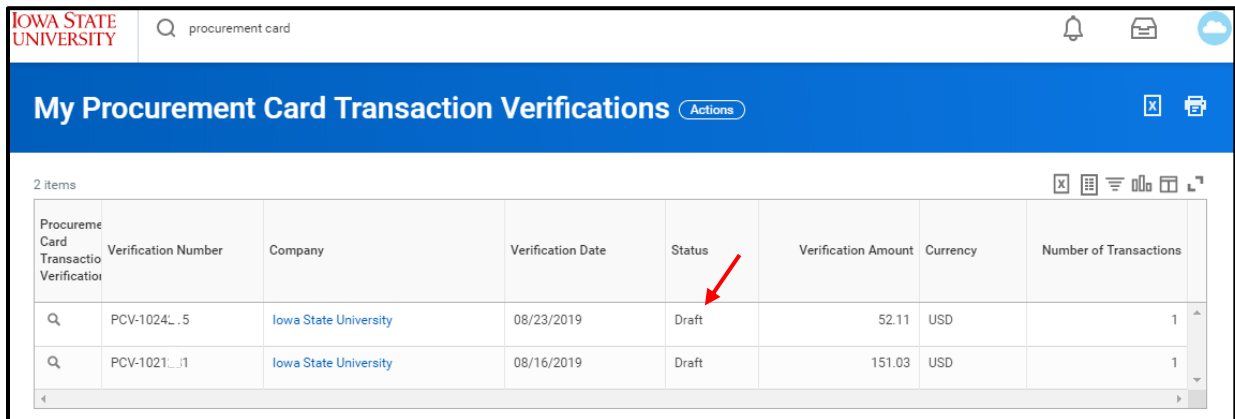 IOWA STATE
UNIVERSITY
procurement card
My Procurement Card Transaction Verifications Actions
2 items
Procureme
Card
Transactio
Verification
Verification Number Company Verification Date Status Verification Amount Currency Number of Transactions
Iowa State University 08/23/2019 Draft 52.11 USD 1
Iowa State University 08/16/2019 Draft 151.03 USD 1